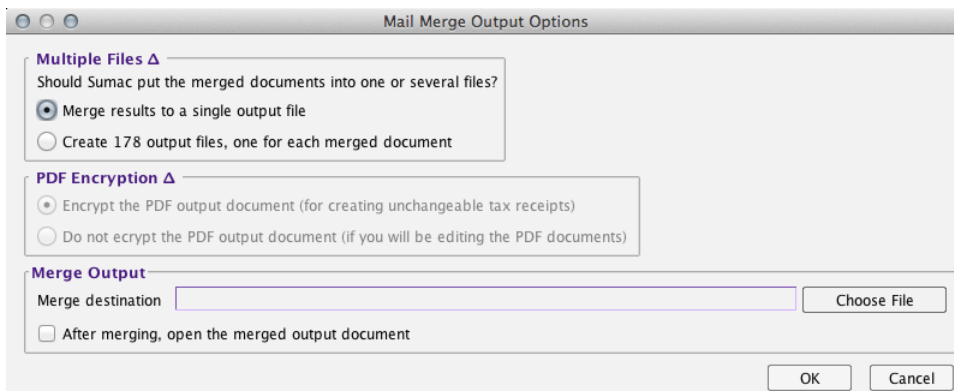 Mail Merge Output Options
Multiple Files Δ
Should Sumac put the merged documents into one or several files?
Merge results to a single output file
Create 178 output files, one for each merged document
PDF Encryption Δ
Encrypt the PDF output document (for creating unchangeable tax receipts)
Do not ecrypt the PDF output document (if you will be editing the PDF documents)
Merge Output
Merge destination Choose File
After merging, open the merged output document
OK Cancel